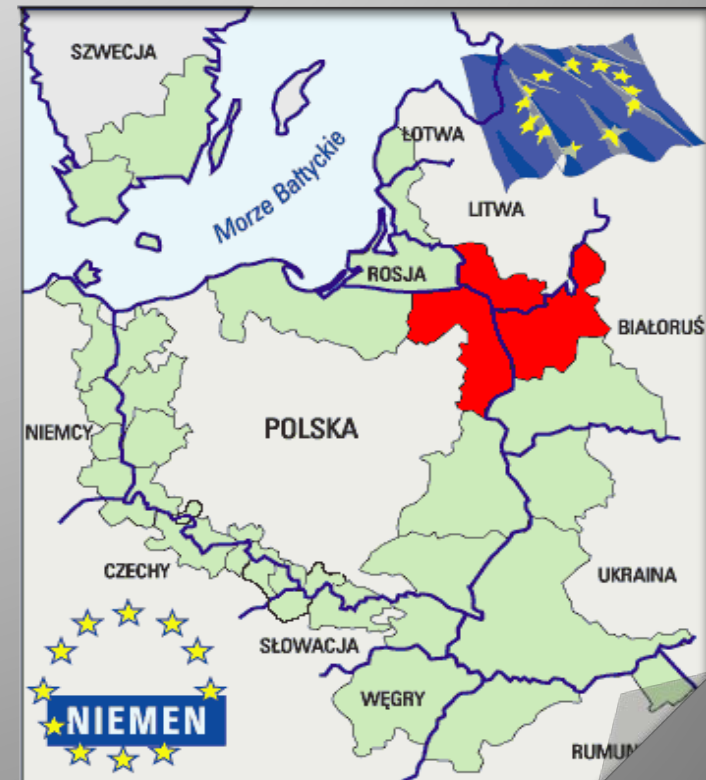 SZWECJA
ŁOTWA
Morze Bałtyckie
LITWA
ROSJA
BIAŁORUŚ
POLSKA
NIEMCY
CZECHY
UKRAINA
SŁOWACJA
WĘGRY
NIEMEN